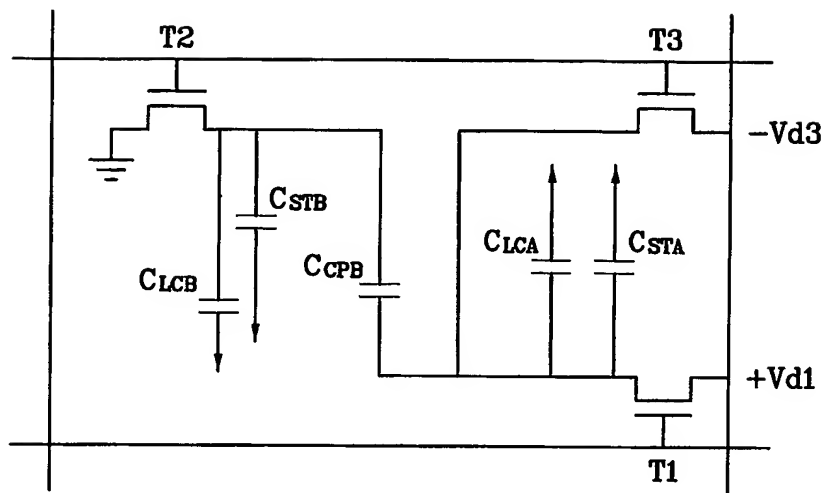 T2
T3
-Vd3
CSTB
CLCA
CSTA
CCPB
CLCB
+Vd1
T1